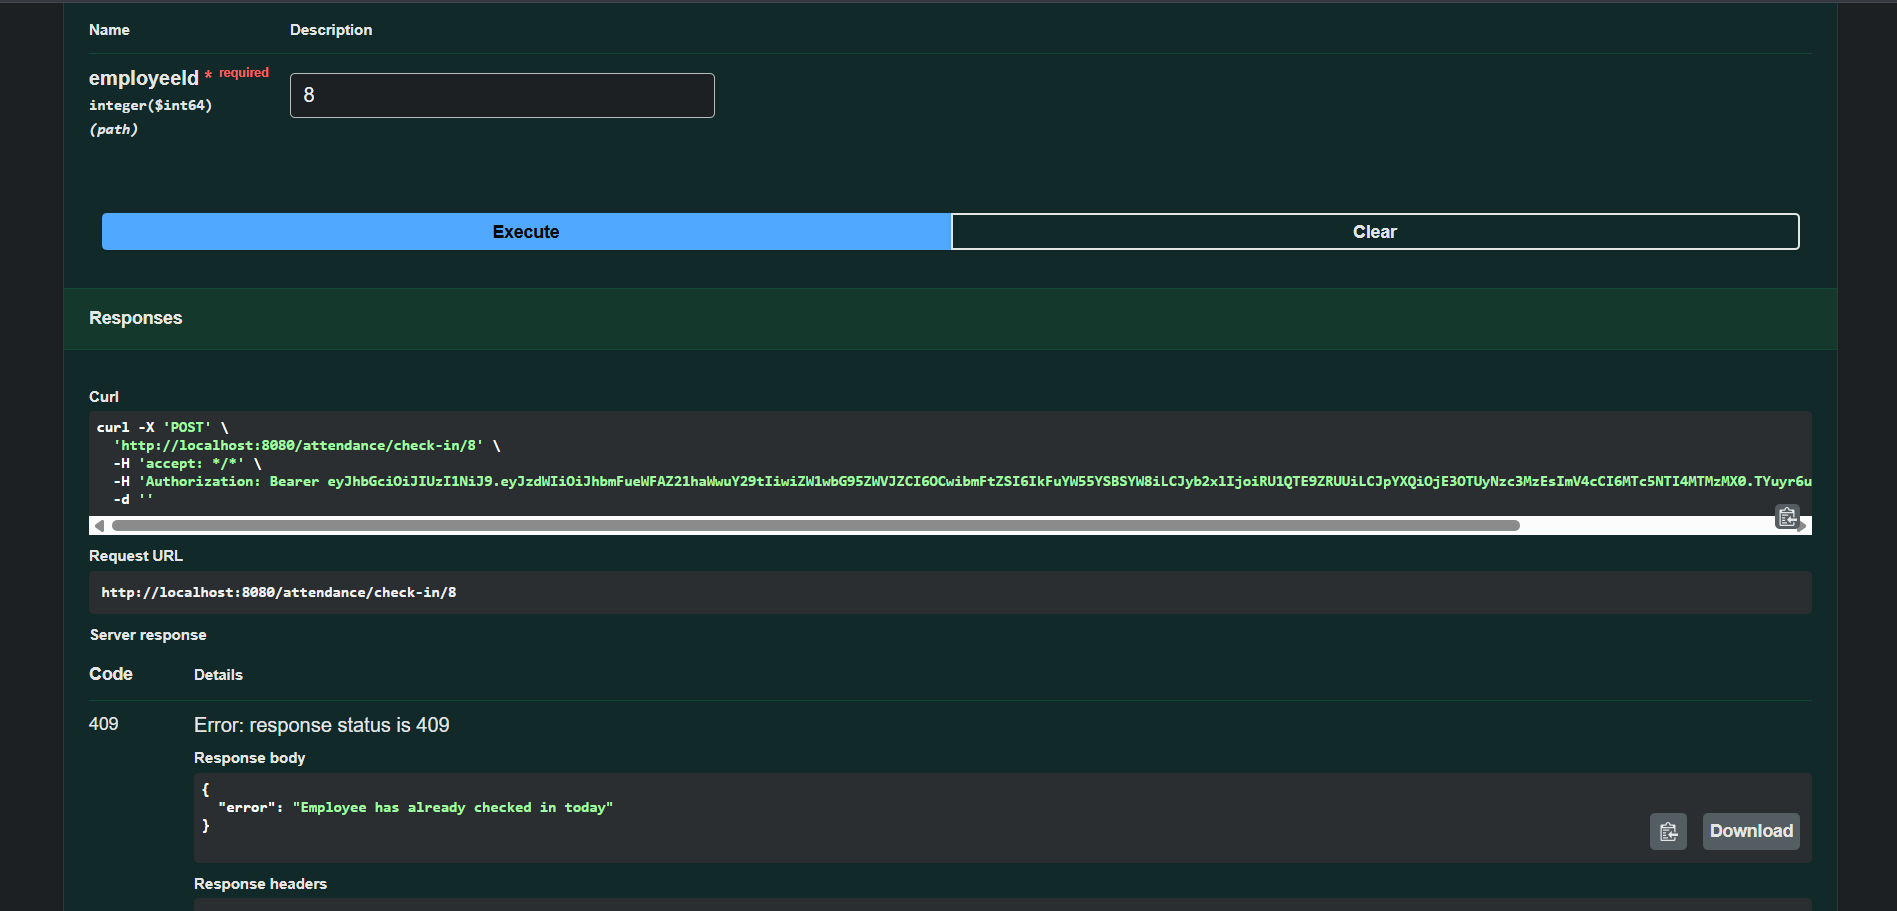 Name Description
employeeId * required
integer($int64)
(path)
8
Execute Clear
Responses
Curl
curl -X 'POST' \
'http://localhost:8080/attendance/check-in/8' \
-H 'accept: */*' \
-H 'Authorization: Bearer eyJhbGciOiJIUzI1NiJ9.eyJzdWIiOiJhbmFueWFAZ21haWwuY29tIiwiZW1wbG95ZWVJZCI6OCwibmFtZSI6IkFuYW55YSBSYW8iLCJyb2xlIjoiRU1QTE9ZRUUiLCJpYXQiOjE3OTUyNzc3MzEsImV4cCI6MTc5NTI4MTMzMX0.TYuyr6u
-d ''
Request URL
http://localhost:8080/attendance/check-in/8
Server response
Code Details
409 Error: response status is 409
Response body
{
"error": "Employee has already checked in today"
}
Download
Response headers